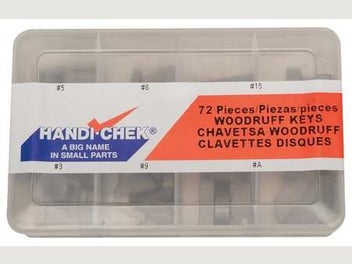 #5 #6 #15
72 Pieces/Piezas/pièces
WOODRUFF KEYS
CHAVETSA WOODRUFF
CLAVETTES DISQUES
HANDI-CHEK®
A BIG NAME
IN SMALL PARTS
#3 #9 #A